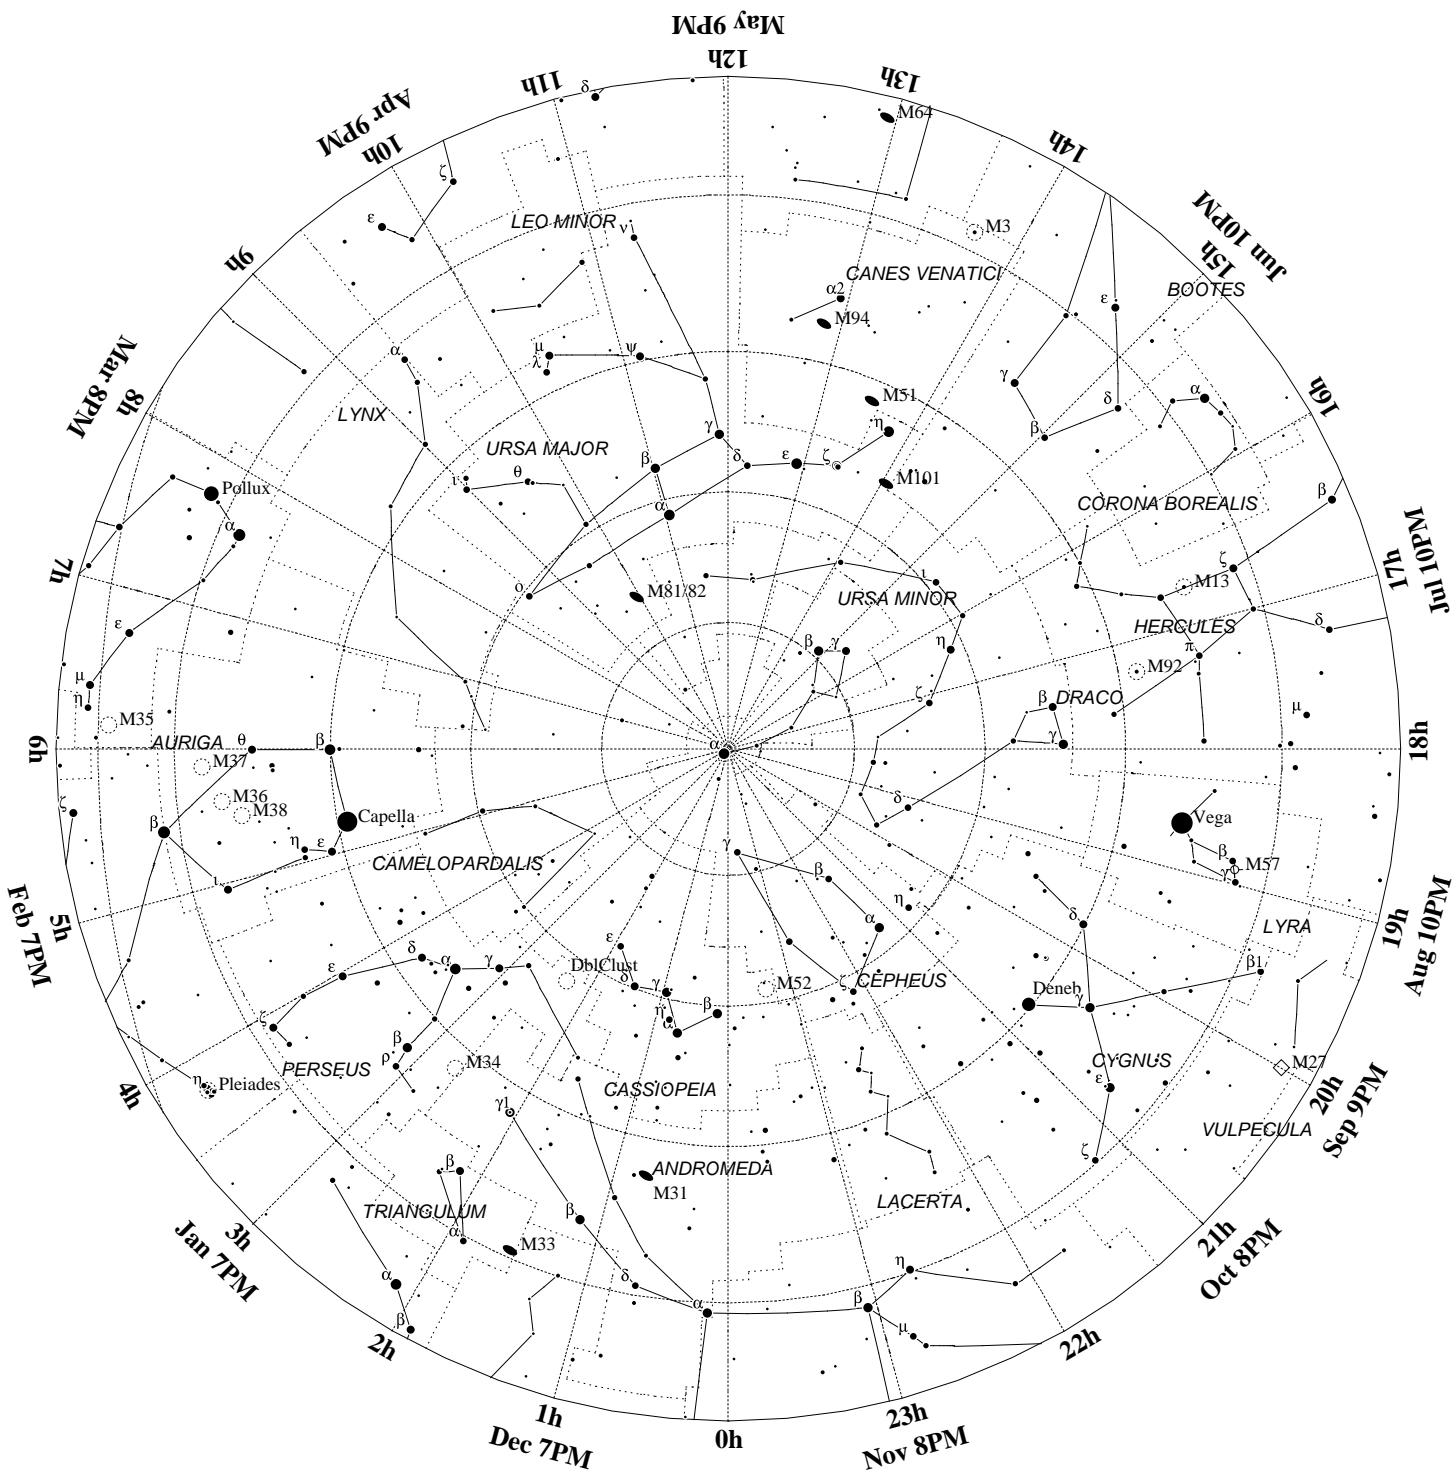 May 9PM
12h
11h
13h
Apr 9PM
10h
14h
Jun 10PM
15h
9h
16h
Mar 8PM
8h
17h
Jul 10PM
7h
6h
18h
5h
Feb 7PM
19h
Aug 10PM
4h
20h
Sep 9PM
3h
Jan 7PM
21h
Oct 8PM
2h
22h
1h
Dec 7PM
0h
23h
Nov 8PM
δ
M64
ζ
ε
LEO MINOR
ν
M3
CANES VENATICI
α2
M94
BOOTES
ε
α
μ
λ
ψ
LYNX
γ
δ
β
α
M51
η
γ
URSA MAJOR
β
δ
ε
ζ
ι
θ
M101
Pollux
α
α
CORONA BOREALIS
β
ο
M81/82
ι
URSA MINOR
ζ
M13
HERCULES
δ
ε
β
γ
η
π
M92
μ
η
ζ
β
DRACO
μ
M35
AURIGA
θ
β
α
γ
M37
M36
M38
Capella
ζ
β
η
ε
δ
Vega
β
M57
γ
CAMELOPARDALIS
γ
β
ι
η
α
δ
LYRA
ε
δ
α
γ
ε
DblClust
δ
γ
M52
ζ
CEPHEUS
β1
Deneb
γ
ζ
η
α
β
β
ρ
M34
PERSEUS
η
Pleiades
CASSIOPEIA
CYGNUS
ε
M27
γ1
VULPECULA
ζ
β
ANDROMEDA
M31
TRIANGULUM
α
M33
β
LACERTA
α
β
δ
α
β
η
μ